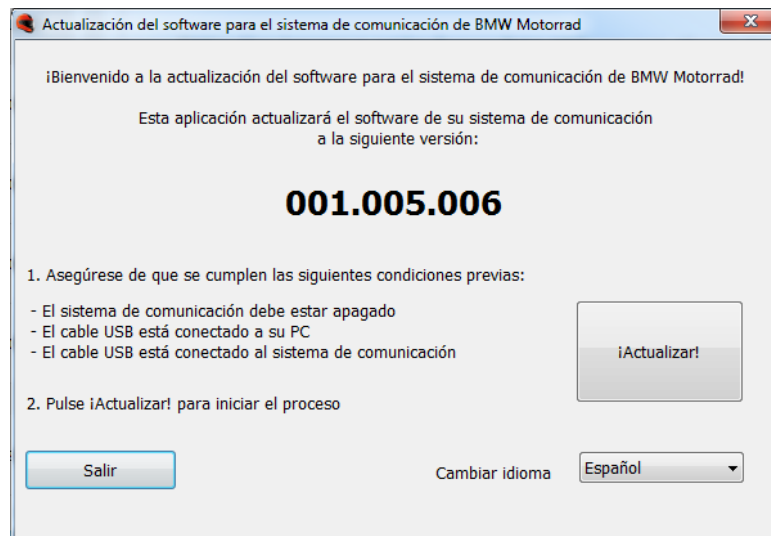 Actualización del software para el sistema de comunicación de BMW Motorrad
¡Bienvenido a la actualización del software para el sistema de comunicación de BMW Motorrad!
Esta aplicación actualizará el software de su sistema de comunicación
a la siguiente versión:
001.005.006
1. Asegúrese de que se cumplen las siguientes condiciones previas:
- El sistema de comunicación debe estar apagado
- El cable USB está conectado a su PC
- El cable USB está conectado al sistema de comunicación
¡Actualizar!
2. Pulse ¡Actualizar! para iniciar el proceso
Salir
Cambiar idioma
Español